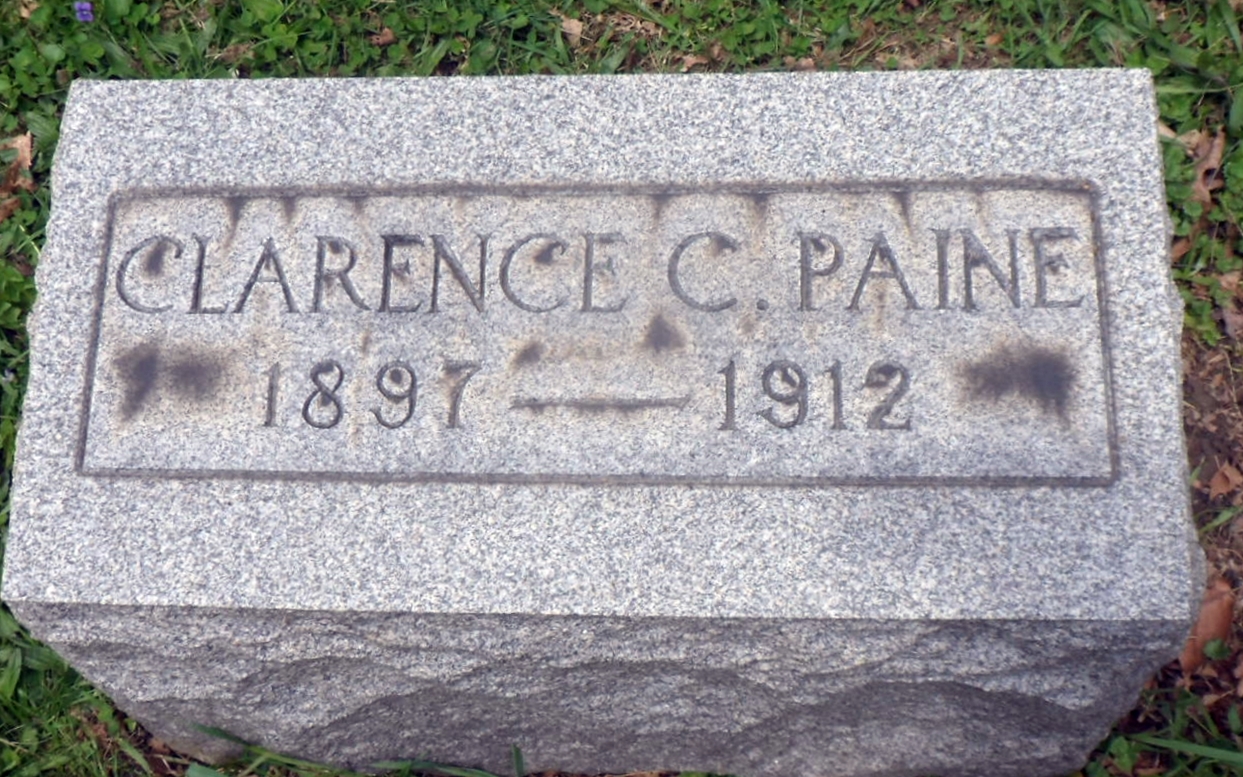 CLARENCE C. PAINE
1897 — 1912